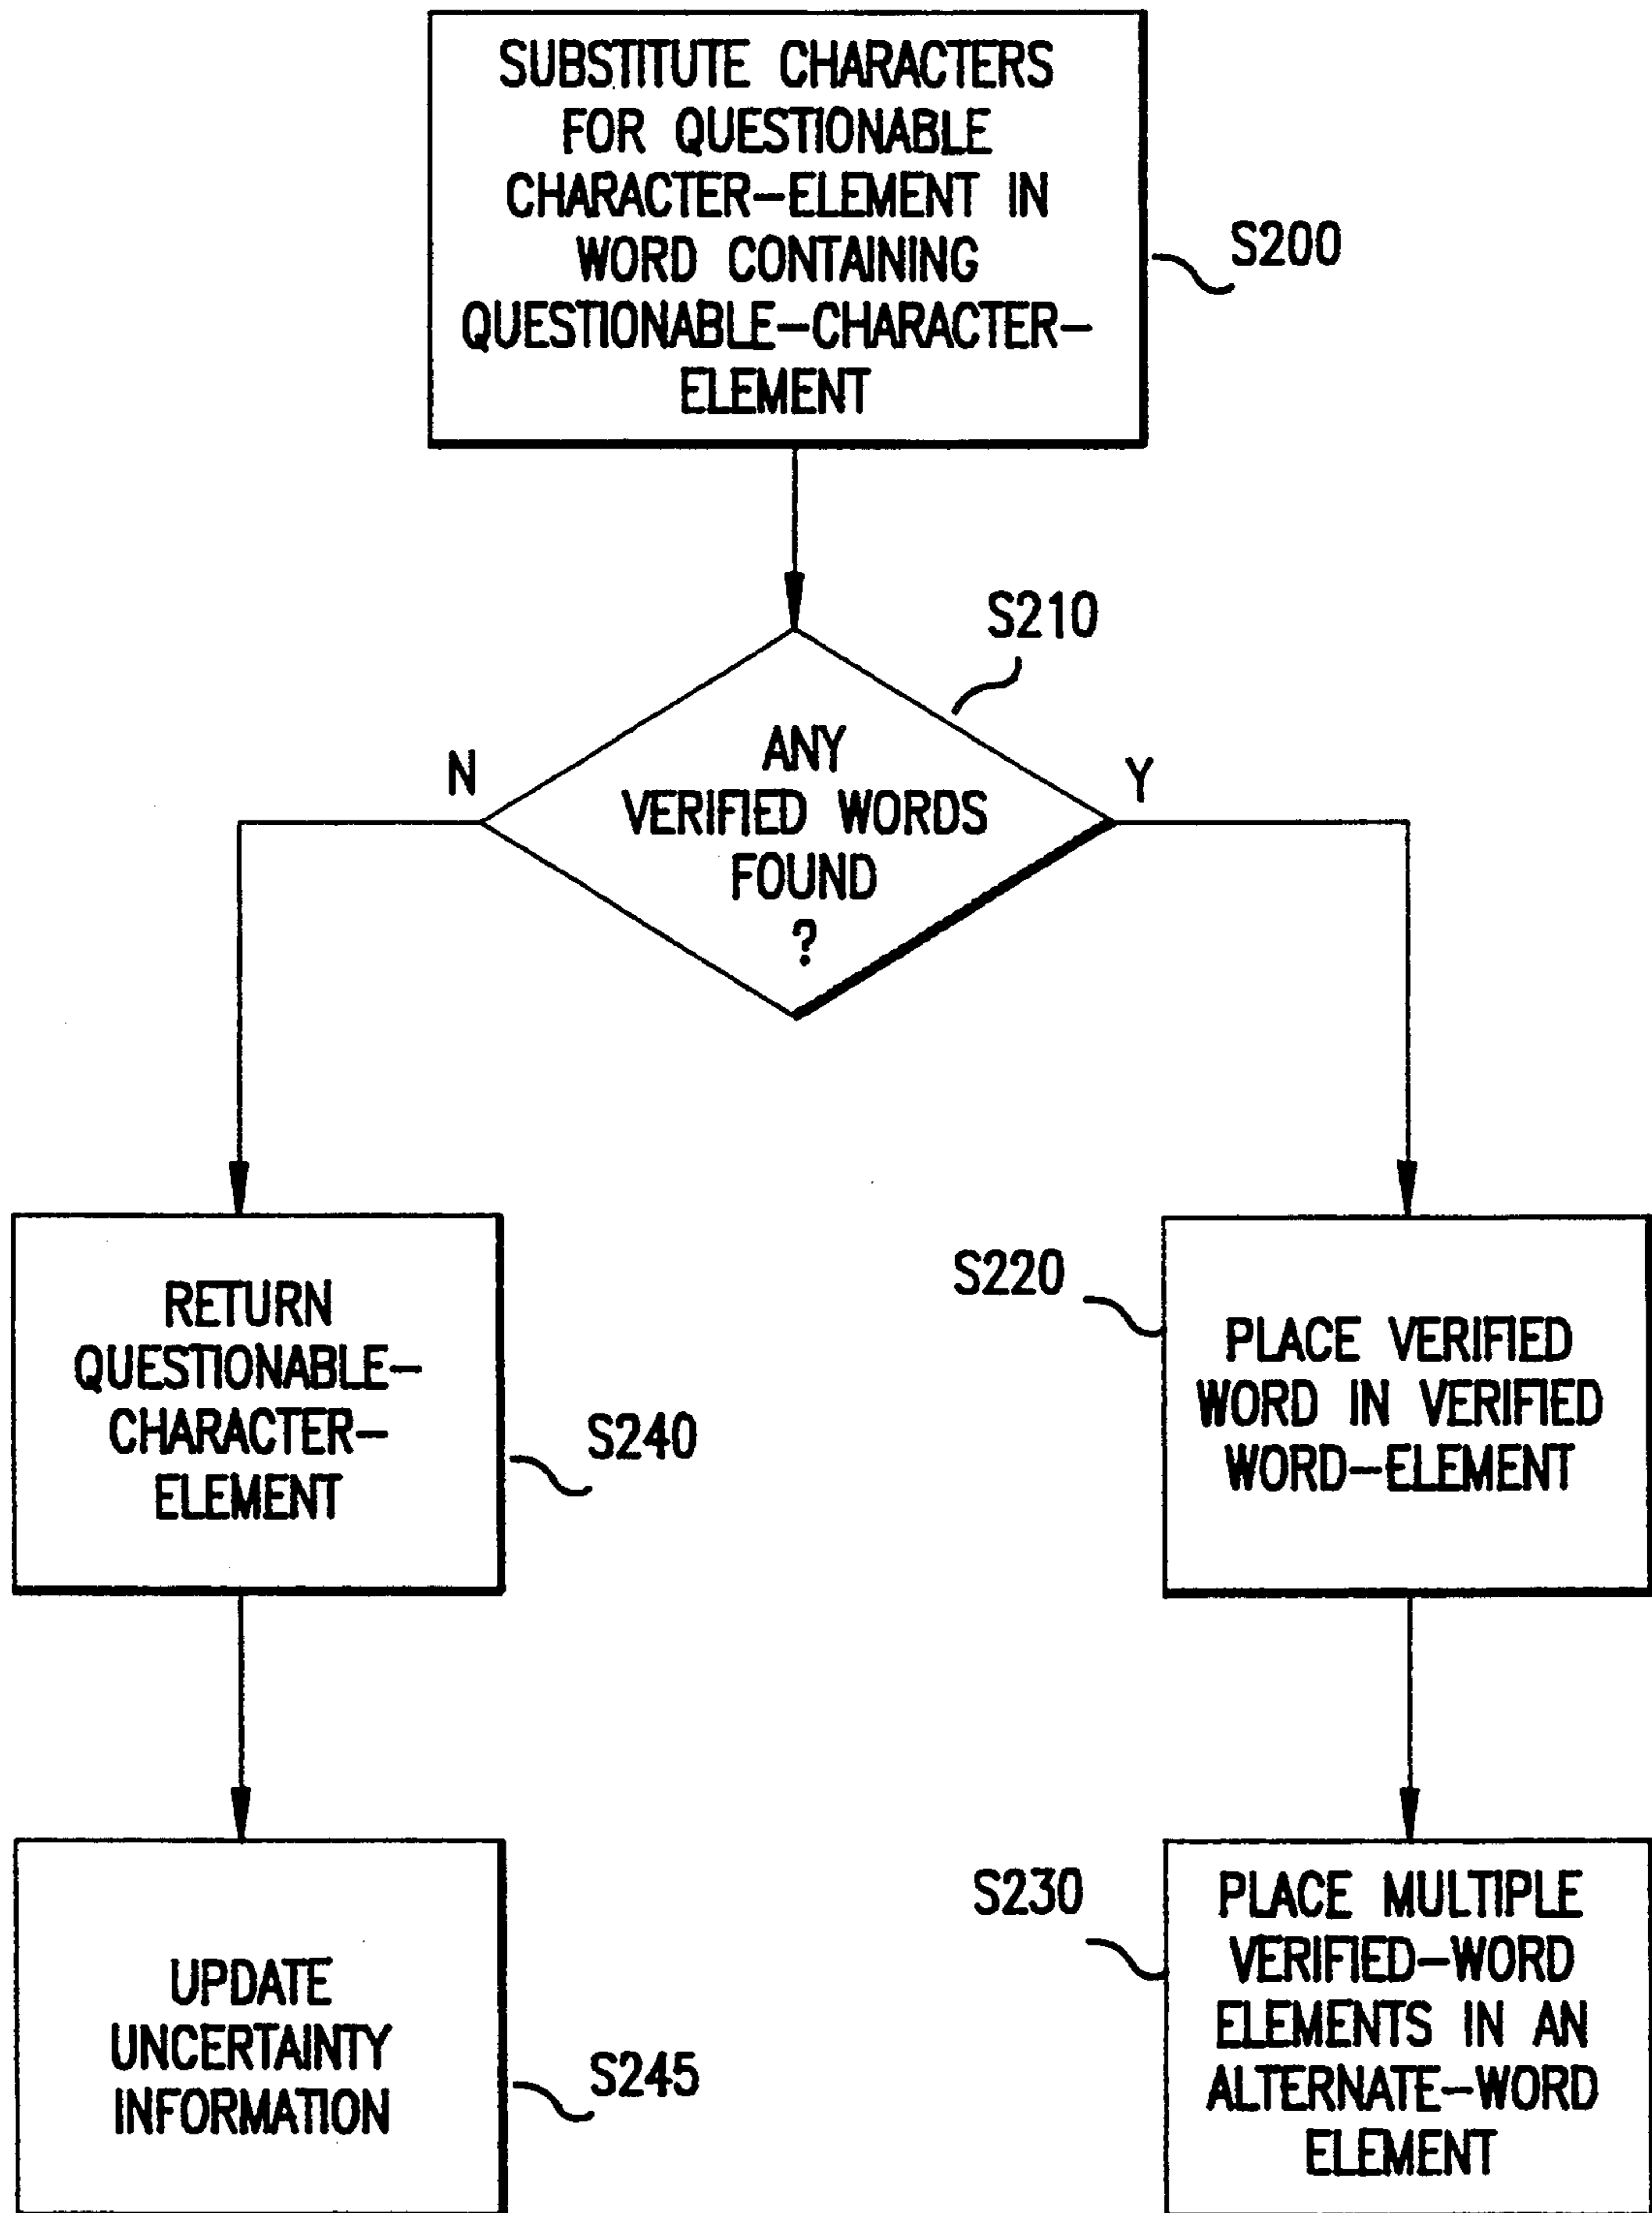 SUBSTITUTE CHARACTERS
FOR QUESTIONABLE
CHARACTER-ELEMENT IN
WORD CONTAINING
QUESTIONABLE-CHARACTER-
ELEMENT
S200
S210
N
ANY
VERIFIED WORDS
FOUND
?
Y
RETURN
QUESTIONABLE-
CHARACTER-
ELEMENT
S240
S220
PLACE VERIFIED
WORD IN VERIFIED
WORD-ELEMENT
UPDATE
UNCERTAINTY
INFORMATION
S245
S230
PLACE MULTIPLE
VERIFIED-WORD
ELEMENTS IN AN
ALTERNATE-WORD
ELEMENT